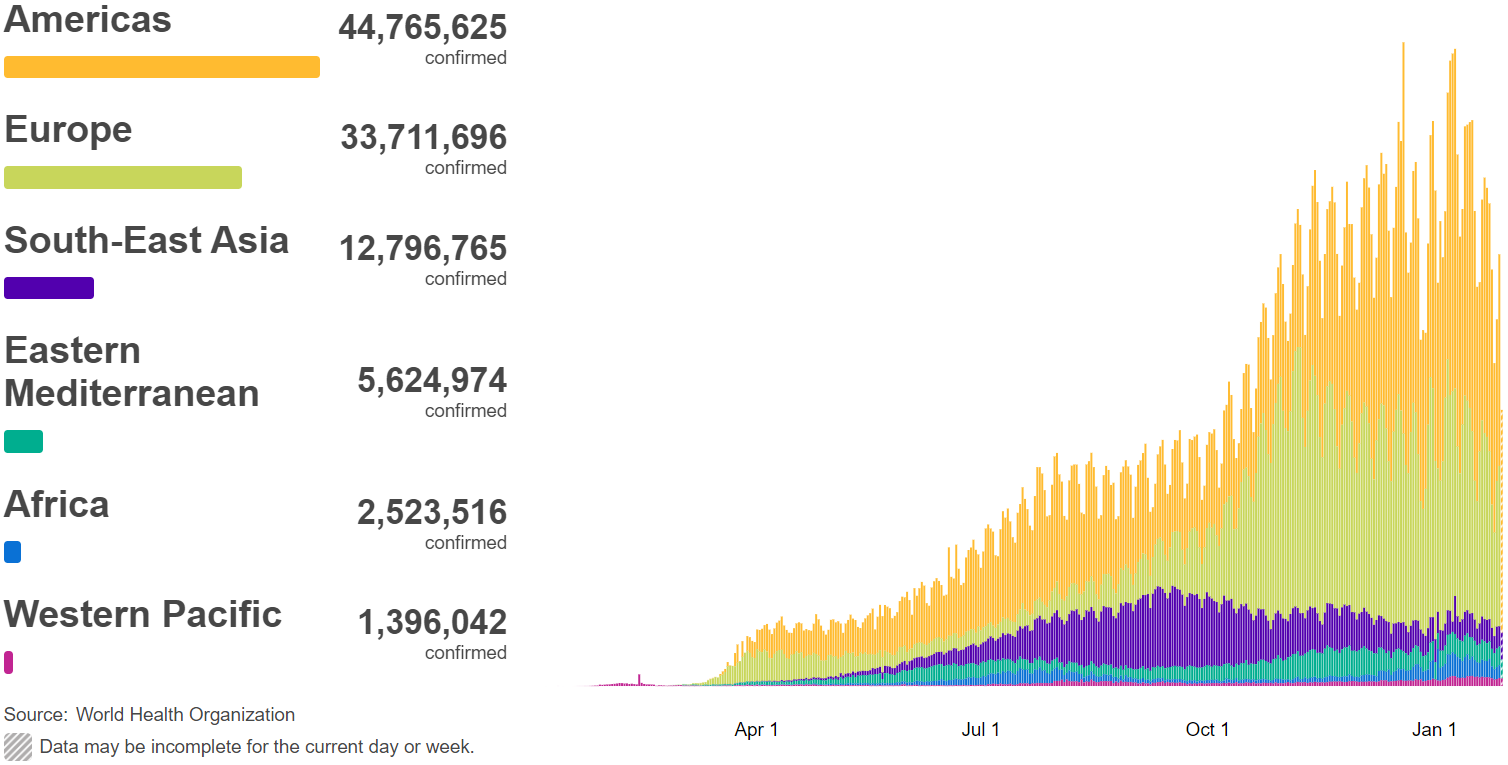 Americas
44,765,625
confirmed
Europe
33,711,696
confirmed
South-East Asia
12,796,765
confirmed
Eastern
Mediterranean
5,624,974
confirmed
Africa
2,523,516
confirmed
Western Pacific
1,396,042
confirmed
Source: World Health Organization
Data may be incomplete for the current day or week.
Apr 1 Jul 1 Oct 1 Jan 1